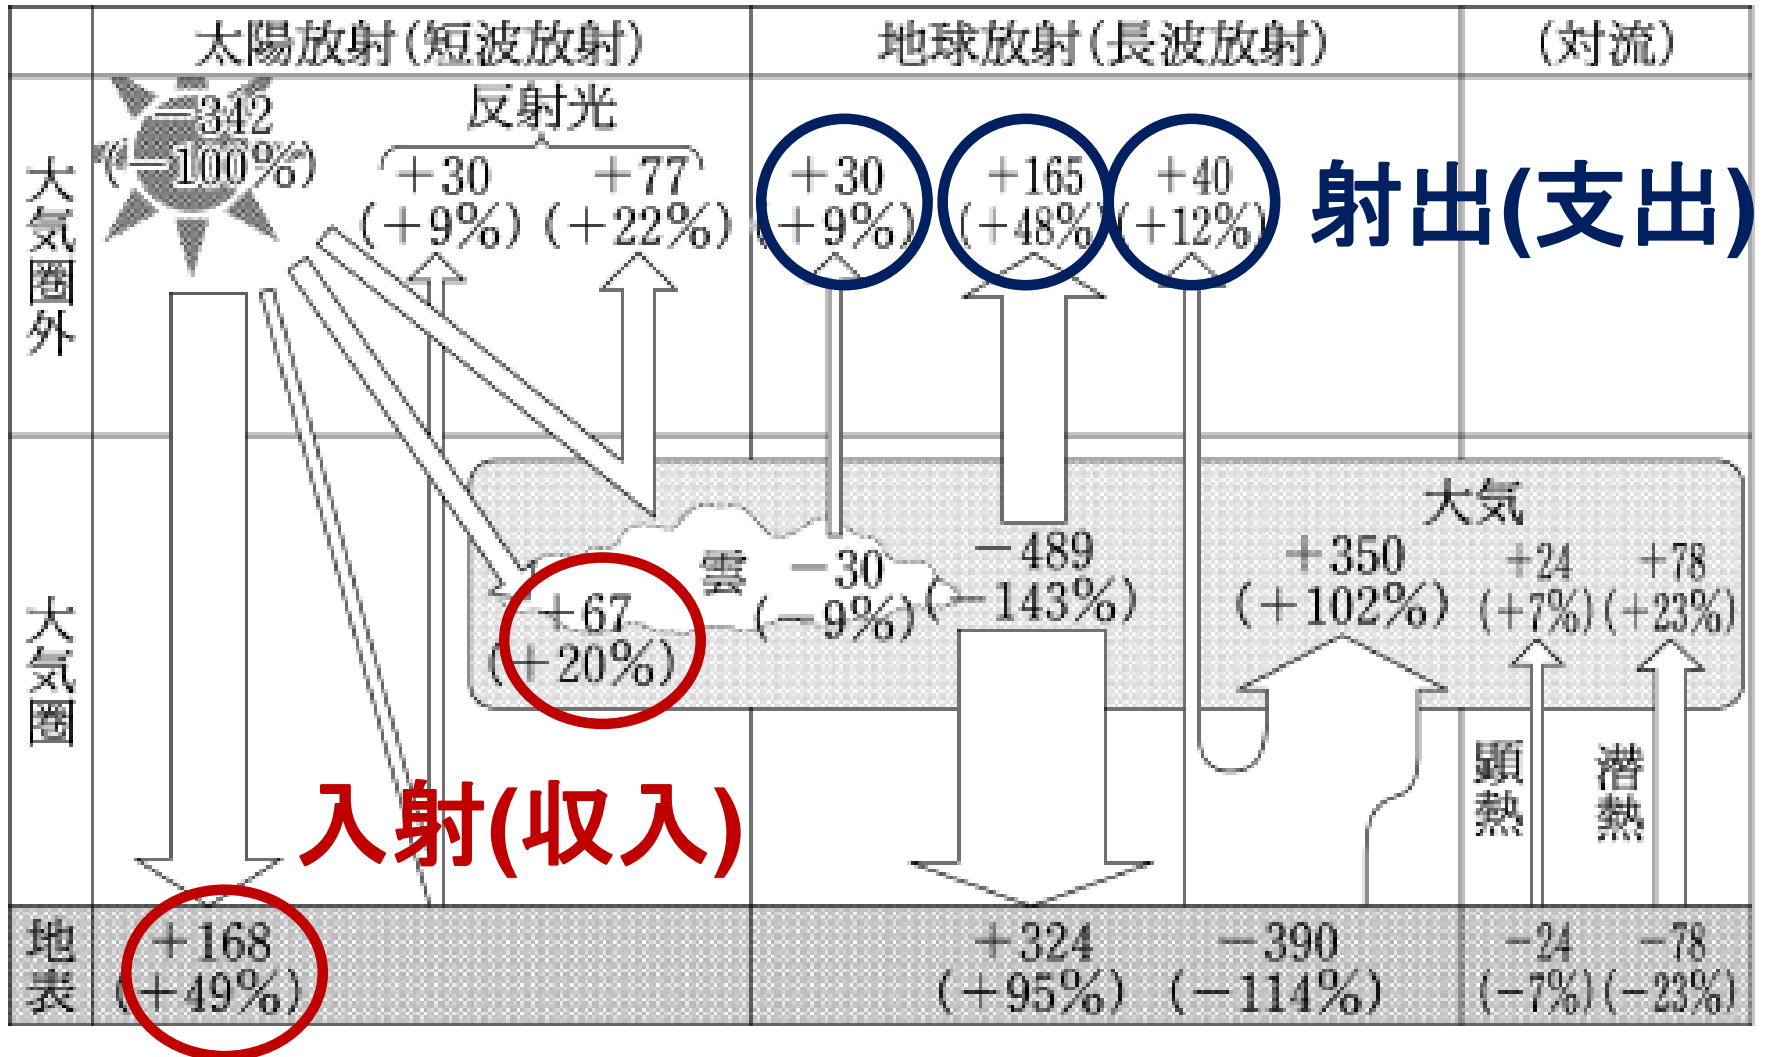 太陽放射(短波放射)
地球放射(長波放射)
(対流)
大気圏外
-342
(-100%)
反射光
+30
(+9%)
+77
(+22%)
+30
(+9%)
+165
(+48%)
+40
(+12%)
射出(支出)
大気圏
雲
+67
(+20%)
-30
(-9%)
-489
(-143%)
大気
+350
(+102%)
+24
(+7%)
+78
(+23%)
顕熱
潜熱
入射(収入)
地表
+168
(+49%)
+324
(+95%)
-390
(-114%)
-24
(-7%)
-78
(-23%)